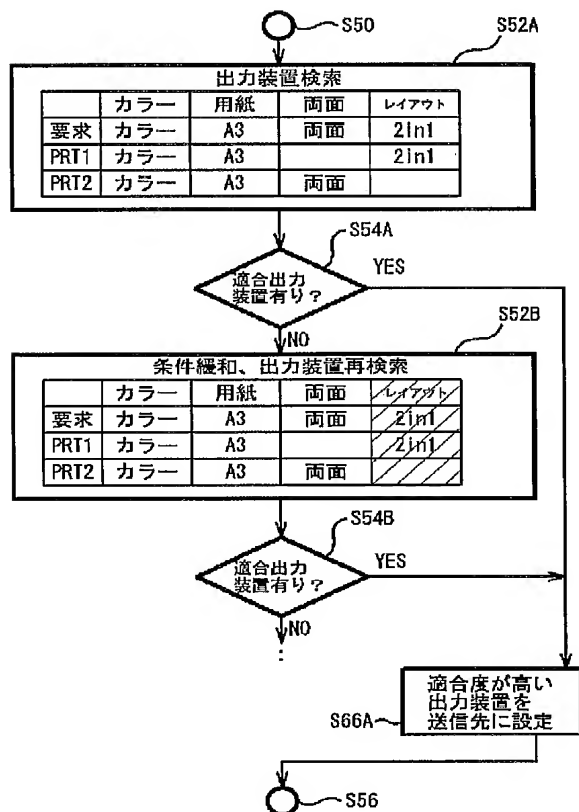 S50
S52A
出力装置検索
カラー 用紙 両面 レイアウト
要求 カラー A3 両面 2in1
PRT1 カラー A3 2in1
PRT2 カラー A3 両面
S54A
適合出力
装置有り？
YES
NO
S52B
条件緩和、出力装置再検索
カラー 用紙 両面 レイアウト
要求 カラー A3 両面 2in1
PRT1 カラー A3 2in1
PRT2 カラー A3 両面
S54B
適合出力
装置有り？
YES
NO
⋮
適合度が高い
出力装置を
送信先に設定
S66A
S56